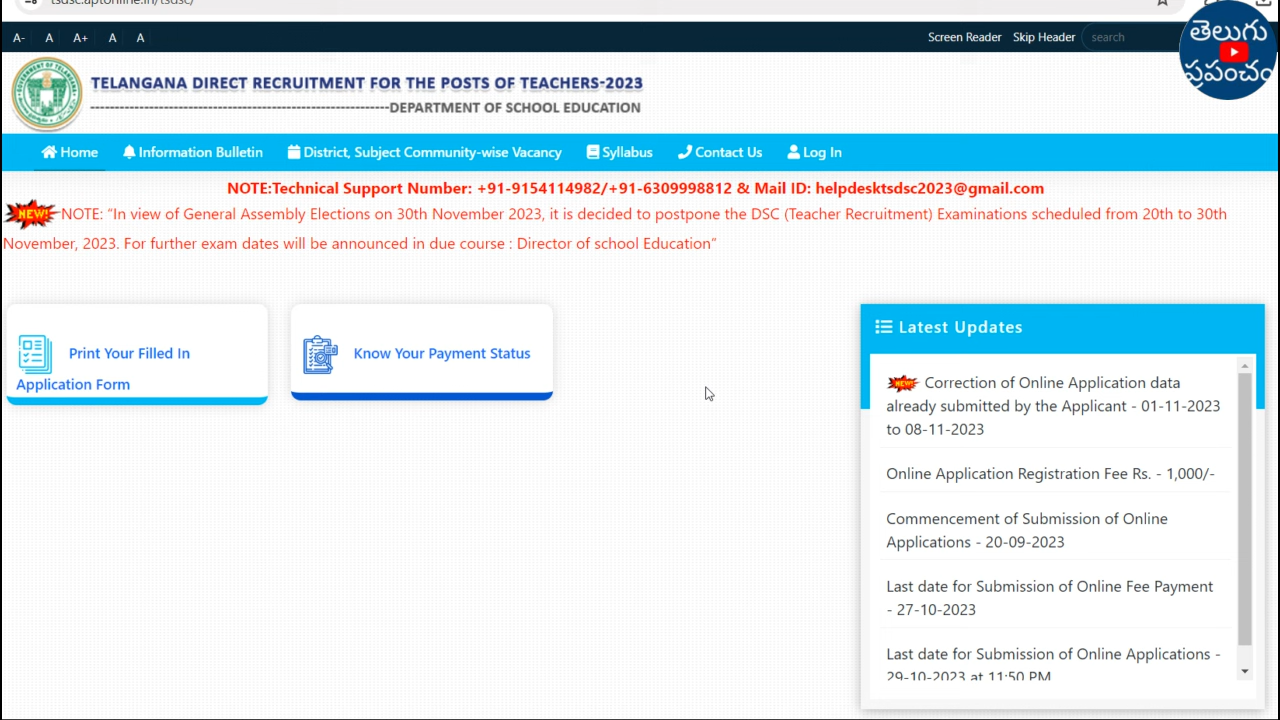 tsdsc.aptonline.in/tsdsc/
A- A A+ A A
Screen Reader Skip Header search
తెలుగు
ప్రపంచం
TELANGANA DIRECT RECRUITMENT FOR THE POSTS OF TEACHERS-2023
------------------------------------------------------------DEPARTMENT OF SCHOOL EDUCATION
Home Information Bulletin District, Subject Community-wise Vacancy Syllabus Contact Us Log In
NOTE:Technical Support Number: +91-9154114982/+91-6309998812 & Mail ID: helpdesktsdsc2023@gmail.com
NEW! NOTE: “In view of General Assembly Elections on 30th November 2023, it is decided to postpone the DSC (Teacher Recruitment) Examinations scheduled from 20th to 30th
November, 2023. For further exam dates will be announced in due course : Director of school Education”
Print Your Filled In
Application Form
Know Your Payment Status
Latest Updates
NEW! Correction of Online Application data
already submitted by the Applicant - 01-11-2023
to 08-11-2023
Online Application Registration Fee Rs. - 1,000/-
Commencement of Submission of Online
Applications - 20-09-2023
Last date for Submission of Online Fee Payment
- 27-10-2023
Last date for Submission of Online Applications -
29-10-2023 at 11:50 PM